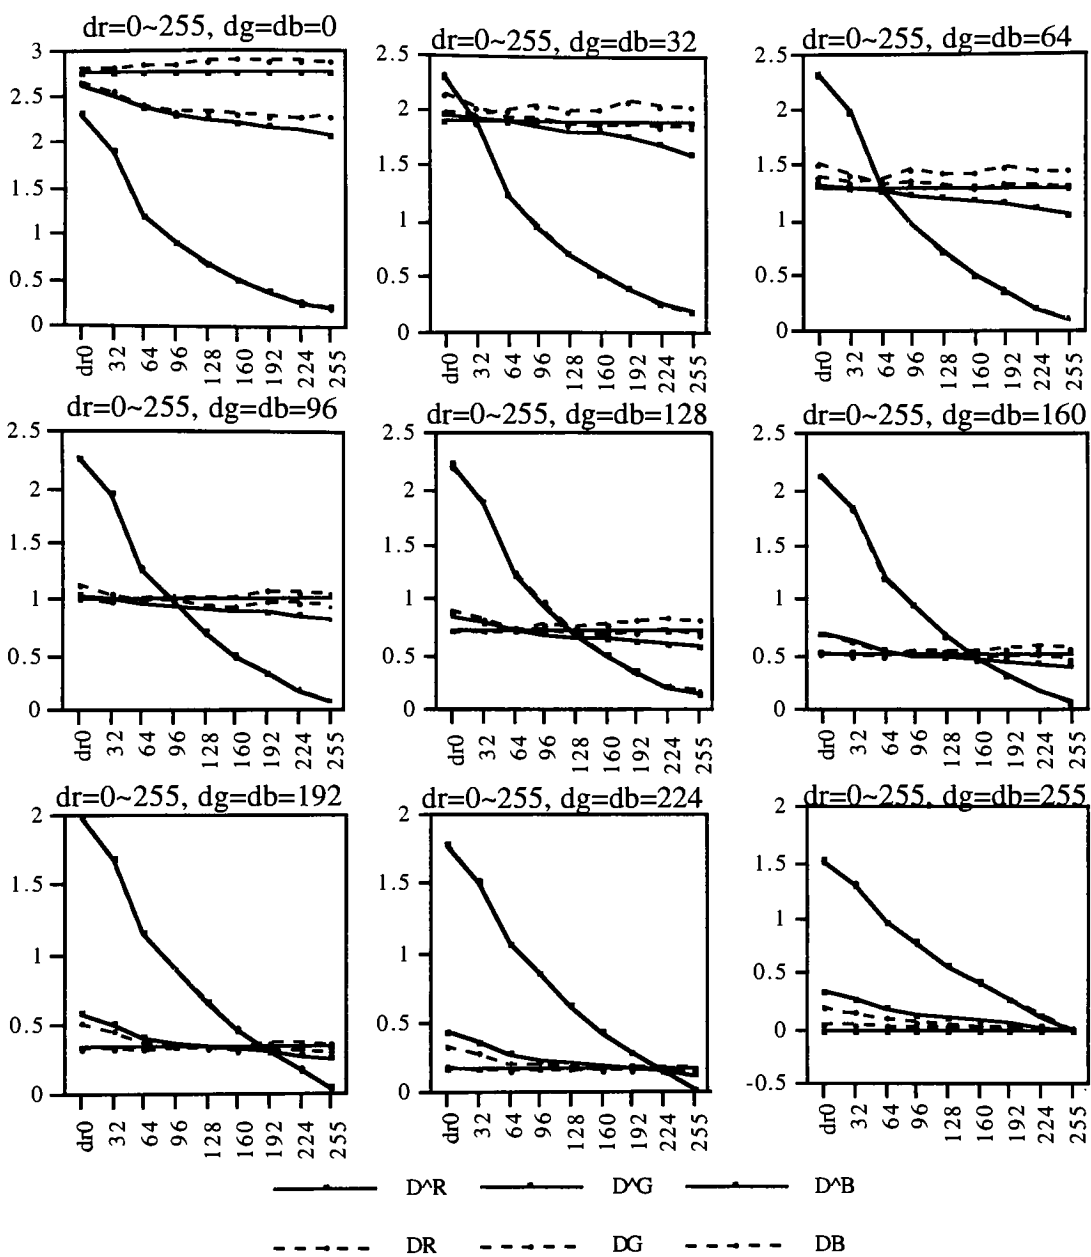 dr=0~255, dg=db=0
3
2.5
2
1.5
1
0.5
0
dr0 32 64 96 128 160 192 224 255
dr=0~255, dg=db=32
2.5
2
1.5
1
0.5
0
dr0 32 64 96 128 160 192 224 255
dr=0~255, dg=db=64
2.5
2
1.5
1
0.5
0
dr0 32 64 96 128 160 192 224 255
dr=0~255, dg=db=96
2.5
2
1.5
1
0.5
0
dr0 32 64 96 128 160 192 224 255
dr=0~255, dg=db=128
2.5
2
1.5
1
0.5
0
dr0 32 64 96 128 160 192 224 255
dr=0~255, dg=db=160
2.5
2
1.5
1
0.5
0
dr0 32 64 96 128 160 192 224 255
dr=0~255, dg=db=192
2
1.5
1
0.5
0
dr0 32 64 96 128 160 192 224 255
dr=0~255, dg=db=224
2
1.5
1
0.5
0
dr0 32 64 96 128 160 192 224 255
dr=0~255, dg=db=255
2
1.5
1
0.5
0
-0.5
dr0 32 64 96 128 160 192 224 255
D^R D^G D^B
DR DG DB